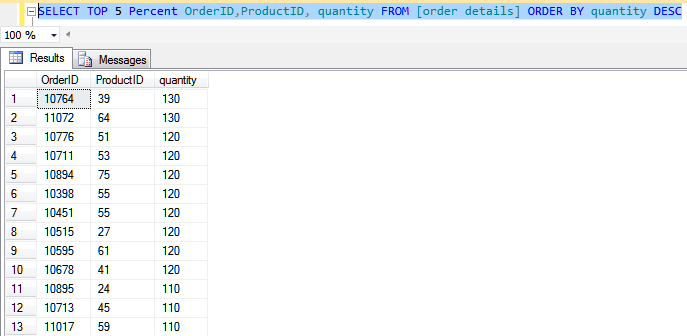 SELECT TOP 5 Percent OrderID,ProductID, quantity FROM [order details] ORDER BY quantity DESC
100 %
Results Messages
OrderID ProductID quantity
1 10764 39 130
2 11072 64 130
3 10776 51 120
4 10711 53 120
5 10894 75 120
6 10398 55 120
7 10451 55 120
8 10515 27 120
9 10595 61 120
10 10678 41 120
11 10895 24 110
12 10713 45 110
13 11017 59 110